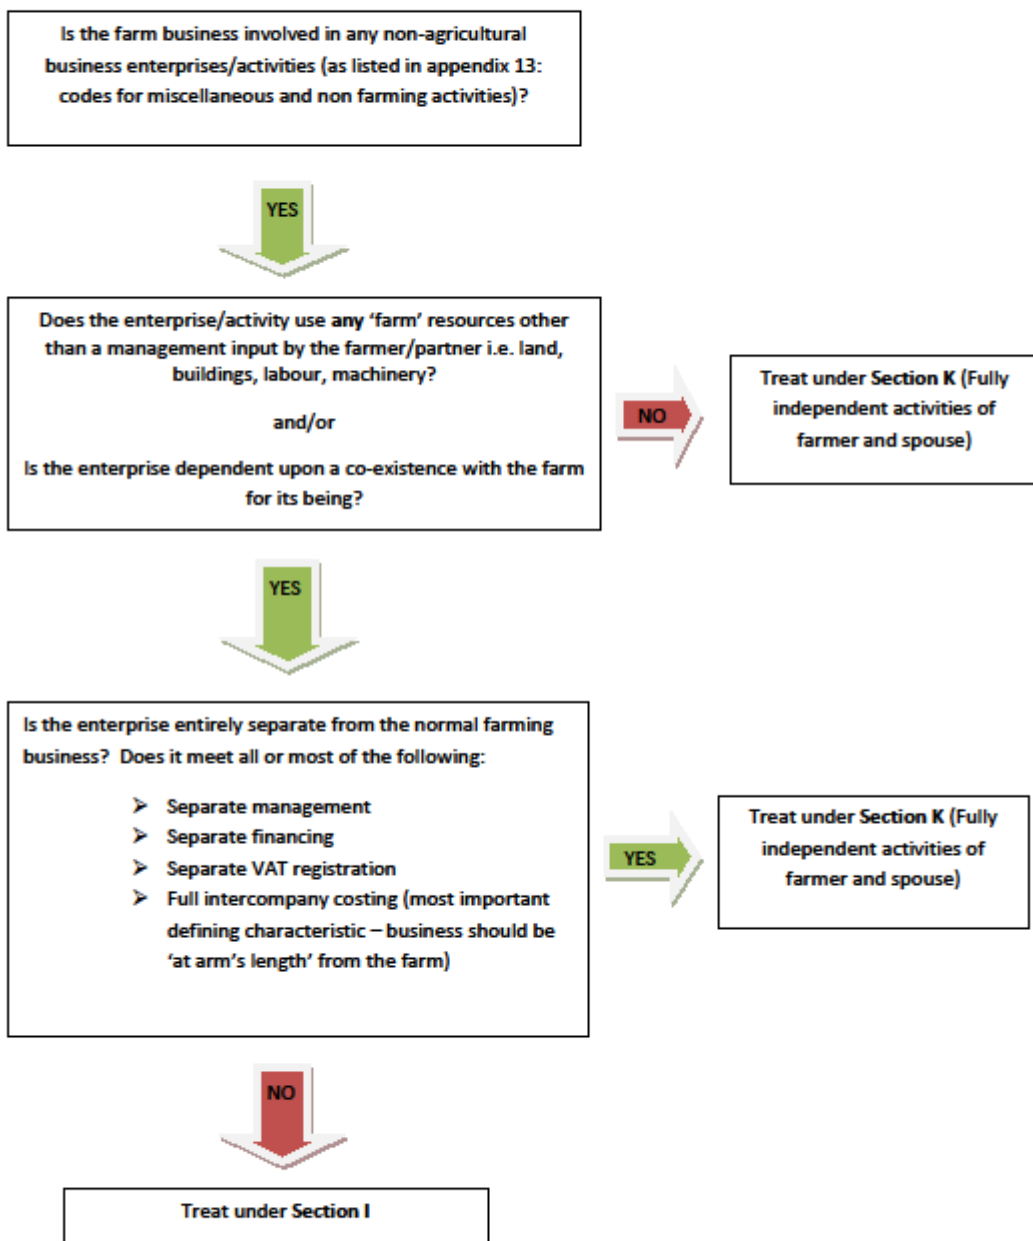 Is the farm business involved in any non-agricultural
business enterprises/activities (as listed in appendix 13:
codes for miscellaneous and non farming activities)?
YES
Does the enterprise/activity use any ‘farm’ resources other
than a management input by the farmer/partner i.e. land,
buildings, labour, machinery?
and/or
Is the enterprise dependent upon a co-existence with the farm
for its being?
NO
Treat under Section K (Fully
independent activities of
farmer and spouse)
YES
Is the enterprise entirely separate from the normal farming
business? Does it meet all or most of the following:
➢ Separate management
➢ Separate financing
➢ Separate VAT registration
➢ Full intercompany costing (most important
defining characteristic – business should be
‘at arm’s length’ from the farm)
YES
Treat under Section K (Fully
independent activities of
farmer and spouse)
NO
Treat under Section I